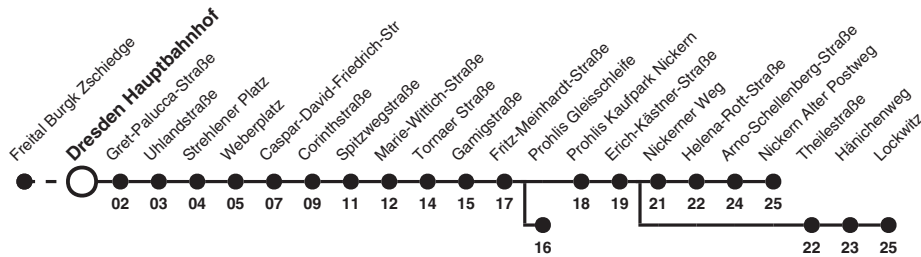 Freital Burgk Zschiedge
Dresden Hauptbahnhof
Gret-Palucca-Straße
Uhlandstraße
Strehlener Platz
Weberplatz
Caspar-David-Friedrich-Str
Corinthstraße
Spitzwegstraße
Marie-Wittich-Straße
Tornaer Straße
Gamigstraße
Fritz-Meinhardt-Straße
Prohlis Gleisschleife
Prohlis Kaufpark Nickern
Erich-Kästner-Straße
Nickerner Weg
Helena-Rott-Straße
Arno-Schellenberg-Straße
Nickern Alter Postweg
Theilestraße
Hänichenweg
Lockwitz
02 03 04 05 07 09 11 12 14 15 17 18 19 21 22 24 25
16 22 23 25